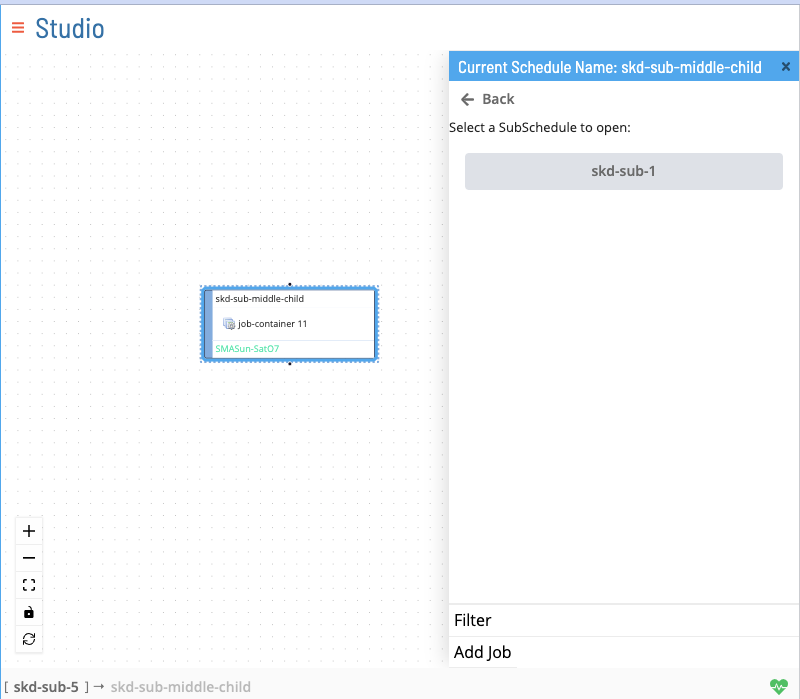 Studio
Current Schedule Name: skd-sub-middle-child ×
← Back
Select a SubSchedule to open:
skd-sub-1
skd-sub-middle-child
job-container 11
SMASun-SatO7
Filter
Add Job
[ skd-sub-5 ] → skd-sub-middle-child